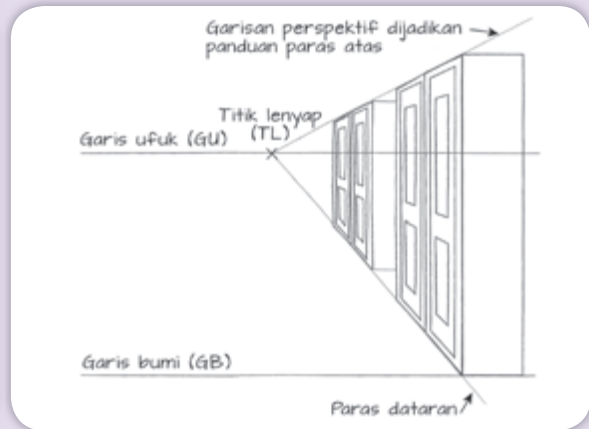 Garisan perspektif dijadikan
panduan paras atas
Titik lenyap
(TL)
Garis ufuk (GU)
Garis bumi (GB)
Paras dataran